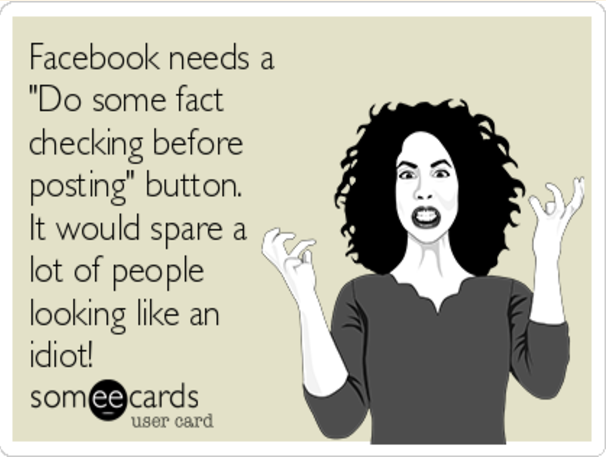 Facebook needs a
"Do some fact
checking before
posting" button.
It would spare a
lot of people
looking like an
idiot!
someecards
user card